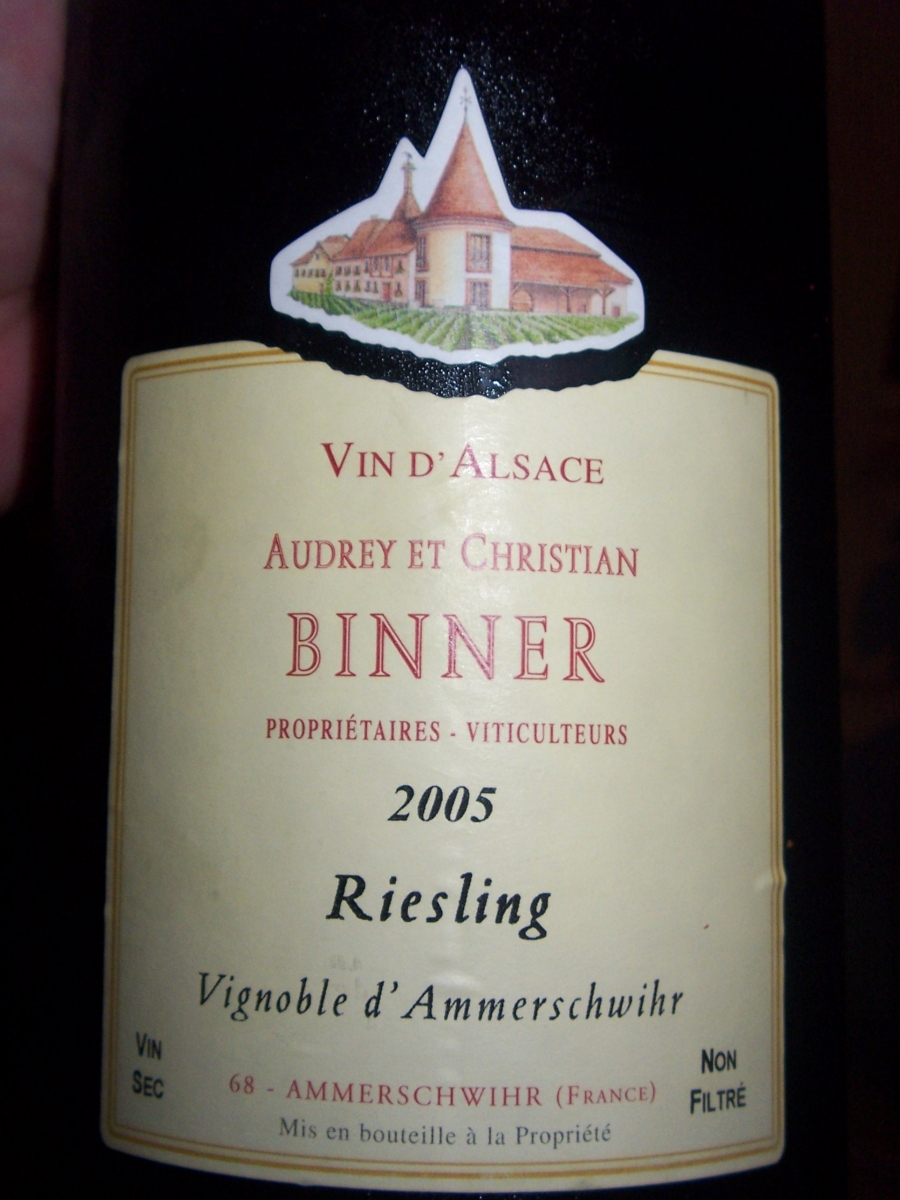 VIN D'ALSACE
AUDREY ET CHRISTIAN
BINNER
PROPRIÉTAIRES - VITICULTEURS
2005
Riesling
Vignoble d'Ammerschwihr
VIN
SEC
NON
FILTRÉ
68 - AMMERSCHWIHR (FRANCE)
Mis en bouteille à la Propriété